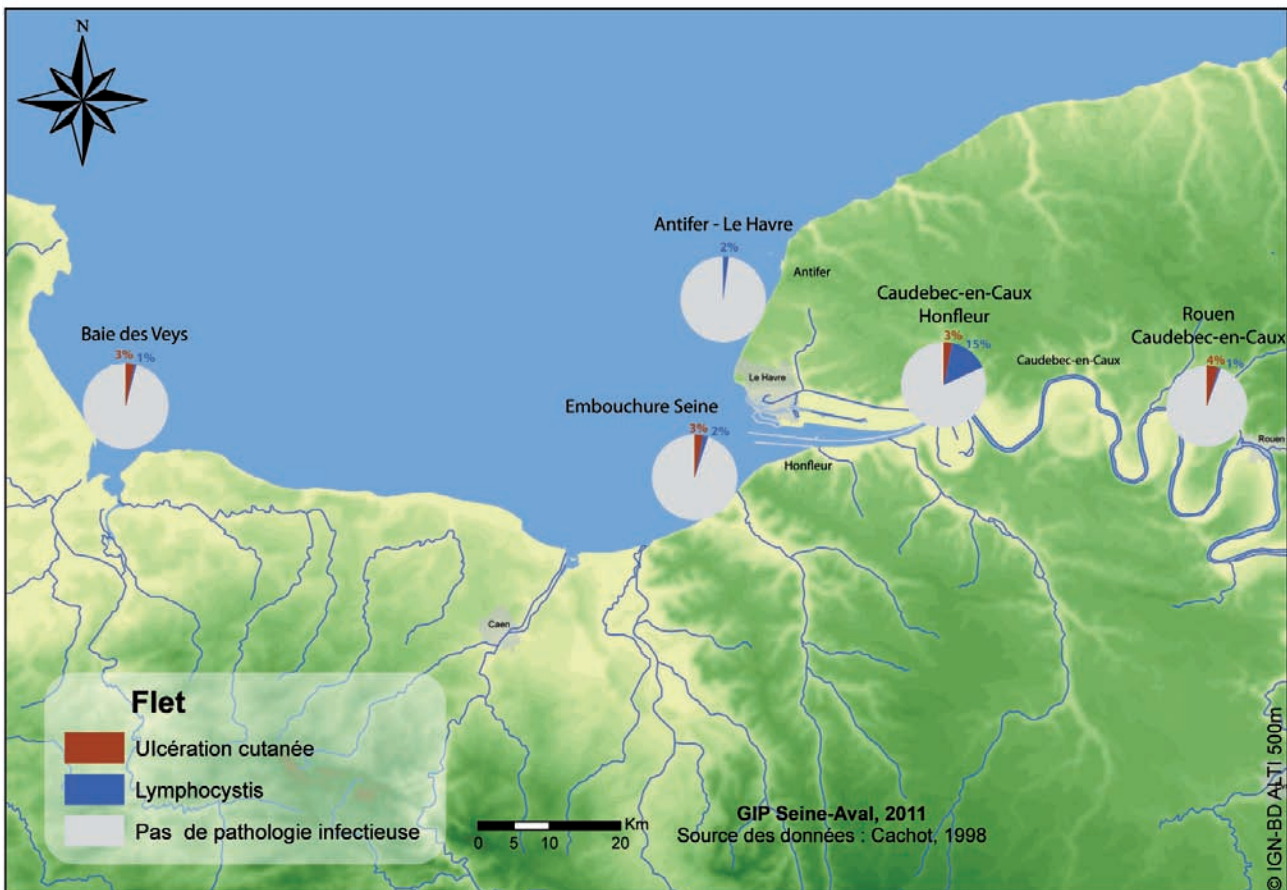 N
Antifer - Le Havre
2%
Antifer
Caudebec-en-Caux
Honfleur
3%
15%
Caudebec-en-Caux
Rouen
Caudebec-en-Caux
4%
1%
Rouen
Baie des Veys
3%
1%
Le Havre
Embouchure Seine
3%
2%
Honfleur
Caen
Flet
Ulcération cutanée
Lymphocystis
Pas de pathologie infectieuse
Km
0 5 10 20
GIP Seine-Aval, 2011
Source des données : Cachot, 1998
© IGN-BD ALTI 500m